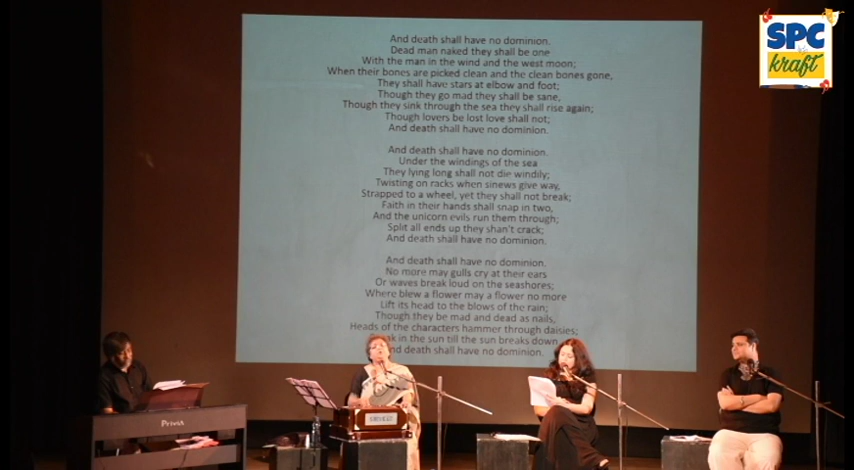 SPC
kraft
And death shall have no dominion.
Dead man naked they shall be one
With the man in the wind and the west moon;
When their bones are picked clean and the clean bones gone,
They shall have stars at elbow and foot;
Though they go mad they shall be sane,
Though they sink through the sea they shall rise again;
Though lovers be lost love shall not;
And death shall have no dominion.
And death shall have no dominion.
Under the windings of the sea
They lying long shall not die windily;
Twisting on racks when sinews give way,
Strapped to a wheel, yet they shall not break;
Faith in their hands shall snap in two,
And the unicorn evils run them through;
Split all ends up they shan't crack;
And death shall have no dominion.
And death shall have no dominion.
No more may gulls cry at their ears
Or waves break loud on the seashores;
Where blew a flower may a flower no more
Lift its head to the blows of the rain;
Though they be mad and dead as nails,
Heads of the characters hammer through daisies;
in the sun till the sun breaks down,
death shall have no dominion.
Privia